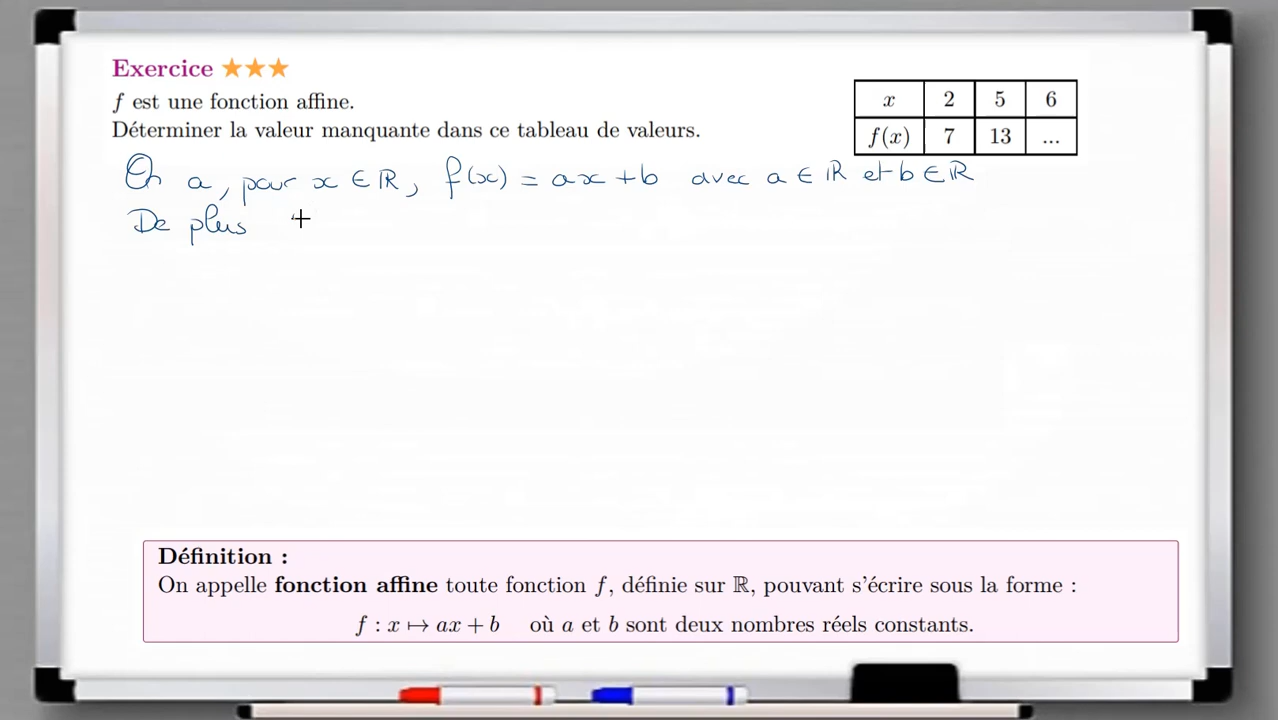 Exercice ★★★
f est une fonction affine.
Déterminer la valeur manquante dans ce tableau de valeurs.
x 2 5 6
f(x) 7 13 ...
On a, pour x ∈ ℝ, f(x) = ax + b avec a ∈ ℝ et b ∈ ℝ
De plus
Définition :
On appelle fonction affine toute fonction f, définie sur ℝ, pouvant s'écrire sous la forme :
f : x ↦ ax + b où a et b sont deux nombres réels constants.